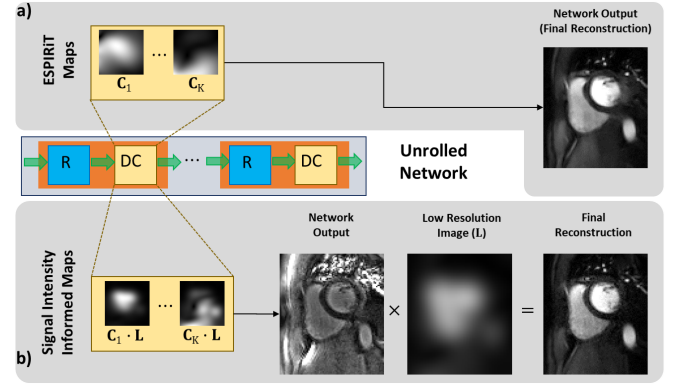 a)
ESPIRiT
Maps
C1
...
CK
Network Output
(Final Reconstruction)
R
DC
...
R
DC
Unrolled
Network
b)
Signal Intensity
Informed Maps
C1 · L
...
CK · L
Network
Output
×
Low Resolution
Image (L)
=
Final
Reconstruction